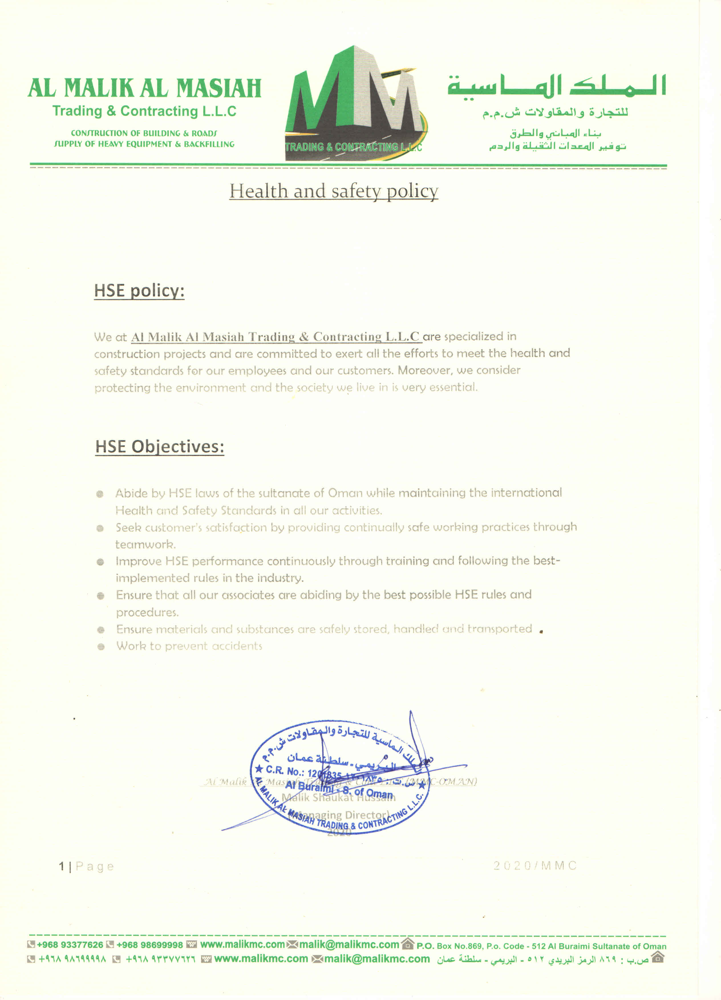 AL MALIK AL MASIAH
Trading & Contracting L.L.C
CONSTRUCTION OF BUILDING & ROADS
SUPPLY OF HEAVY EQUIPMENT & BACKFILLING
MM
TRADING & CONTRACTING L.L.C
الملك الماسية
للتجارة والمقاولات ش.م.م
بناء المباني والطرق
توفير المعدات الثقيلة والردم
Health and safety policy
HSE policy:
We at Al Malik Al Masiah Trading & Contracting L.L.C are specialized in
construction projects and are committed to exert all the efforts to meet the health and
safety standards for our employees and our customers. Moreover, we consider
protecting the environment and the society we live in is very essential.
HSE Objectives:
Abide by HSE laws of the sultanate of Oman while maintaining the international
Health and Safety Standards in all our activities.
Seek customer's satisfaction by providing continually safe working practices through
teamwork.
Improve HSE performance continuously through training and following the best-
implemented rules in the industry.
Ensure that all our associates are abiding by the best possible HSE rules and
procedures.
Ensure materials and substances are safely stored, handled and transported .
Work to prevent accidents
الملك الماسية للتجارة والمقاولات ش.م.م
البريمي - سلطنة عمان
C.R. No.: 1201835 س.ت:
Al Buraimi - S. of Oman
AL MALIK AL MASIAH TRADING & CONTRACTING L.L.C.
Al Malik Al Masiah Trading & (MMC-OMAN)
Malik Shaukat Hussain
(Managing Director)
2020
1 | Page
2020/MMC
+968 93377626 +968 98699998 www.malikmc.com malik@malikmc.com P.O. Box No.869, P.o. Code - 512 Al Buraimi Sultanate of Oman
+٩٦٨ ٩٨٦٩٩٩٩٨ +٩٦٨ ٩٣٣٧٧٦٢٦ www.malikmc.com malik@malikmc.com ص.ب : ٨٦٩ الرمز البريدي ٥١٢ - البريمي - سلطنة عمان